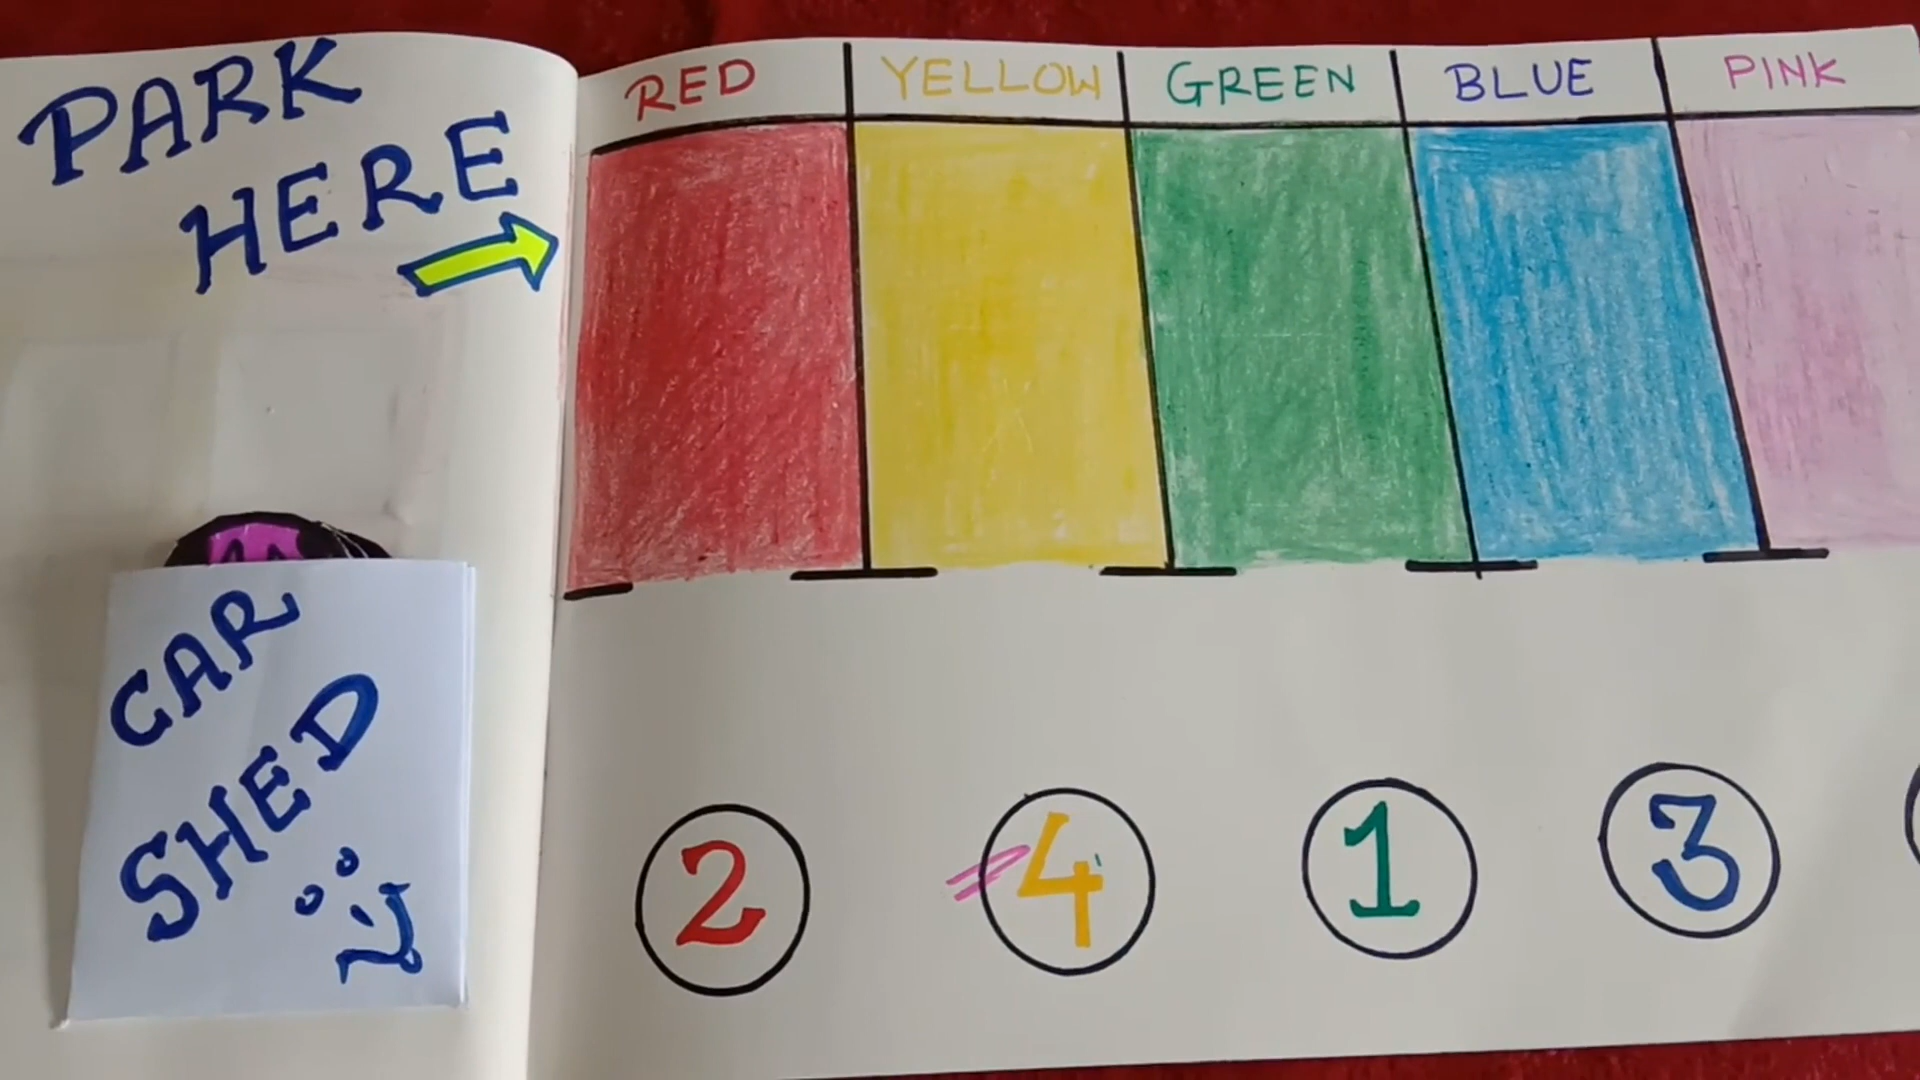 PARK
HERE
RED YELLOW GREEN BLUE PINK
CAR
SHED
2 4 1 3